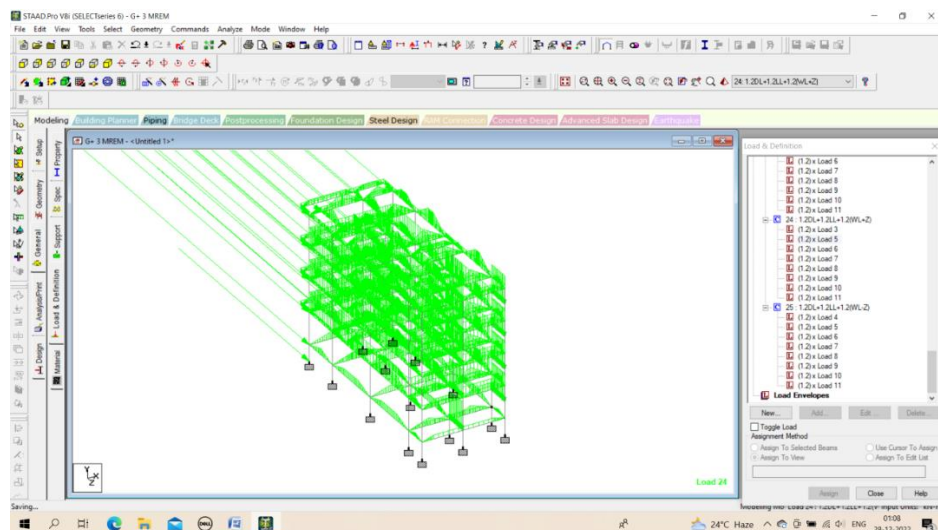 STAAD.Pro V8i (SELECTseries 6) - G+ 3 MREM
File Edit View Tools Select Geometry Commands Analyze Mode Window Help
24: 1.2DL+1.2LL+1.2(WL+Z)
Modeling Building Planner Piping Bridge Deck Postprocessing Foundation Design Steel Design RAM Connection Concrete Design Advanced Slab Design Earthquake
G+ 3 MREM - <Untitled 1>*
Setup
Geometry
General
Analysis/Print
Design
Property
Spec
Support
Load & Definition
Material
Y
X
Z
Load 24
Load & Definition
(1.2) x Load 6
(1.2) x Load 7
(1.2) x Load 8
(1.2) x Load 9
(1.2) x Load 10
(1.2) x Load 11
24 : 1.2DL+1.2LL+1.2(WL+Z)
(1.2) x Load 3
(1.2) x Load 5
(1.2) x Load 6
(1.2) x Load 7
(1.2) x Load 8
(1.2) x Load 9
(1.2) x Load 10
(1.2) x Load 11
25 : 1.2DL+1.2LL+1.2(WL-Z)
(1.2) x Load 4
(1.2) x Load 5
(1.2) x Load 6
(1.2) x Load 7
(1.2) x Load 8
(1.2) x Load 9
(1.2) x Load 10
(1.2) x Load 11
Load Envelopes
New... Add... Edit... Delete...
Toggle Load
Assignment Method
Assign To Selected Beams Use Cursor To Assign
Assign To View Assign To Edit List
Assign Close Help
Saving...
24°C Haze ENG 01:08